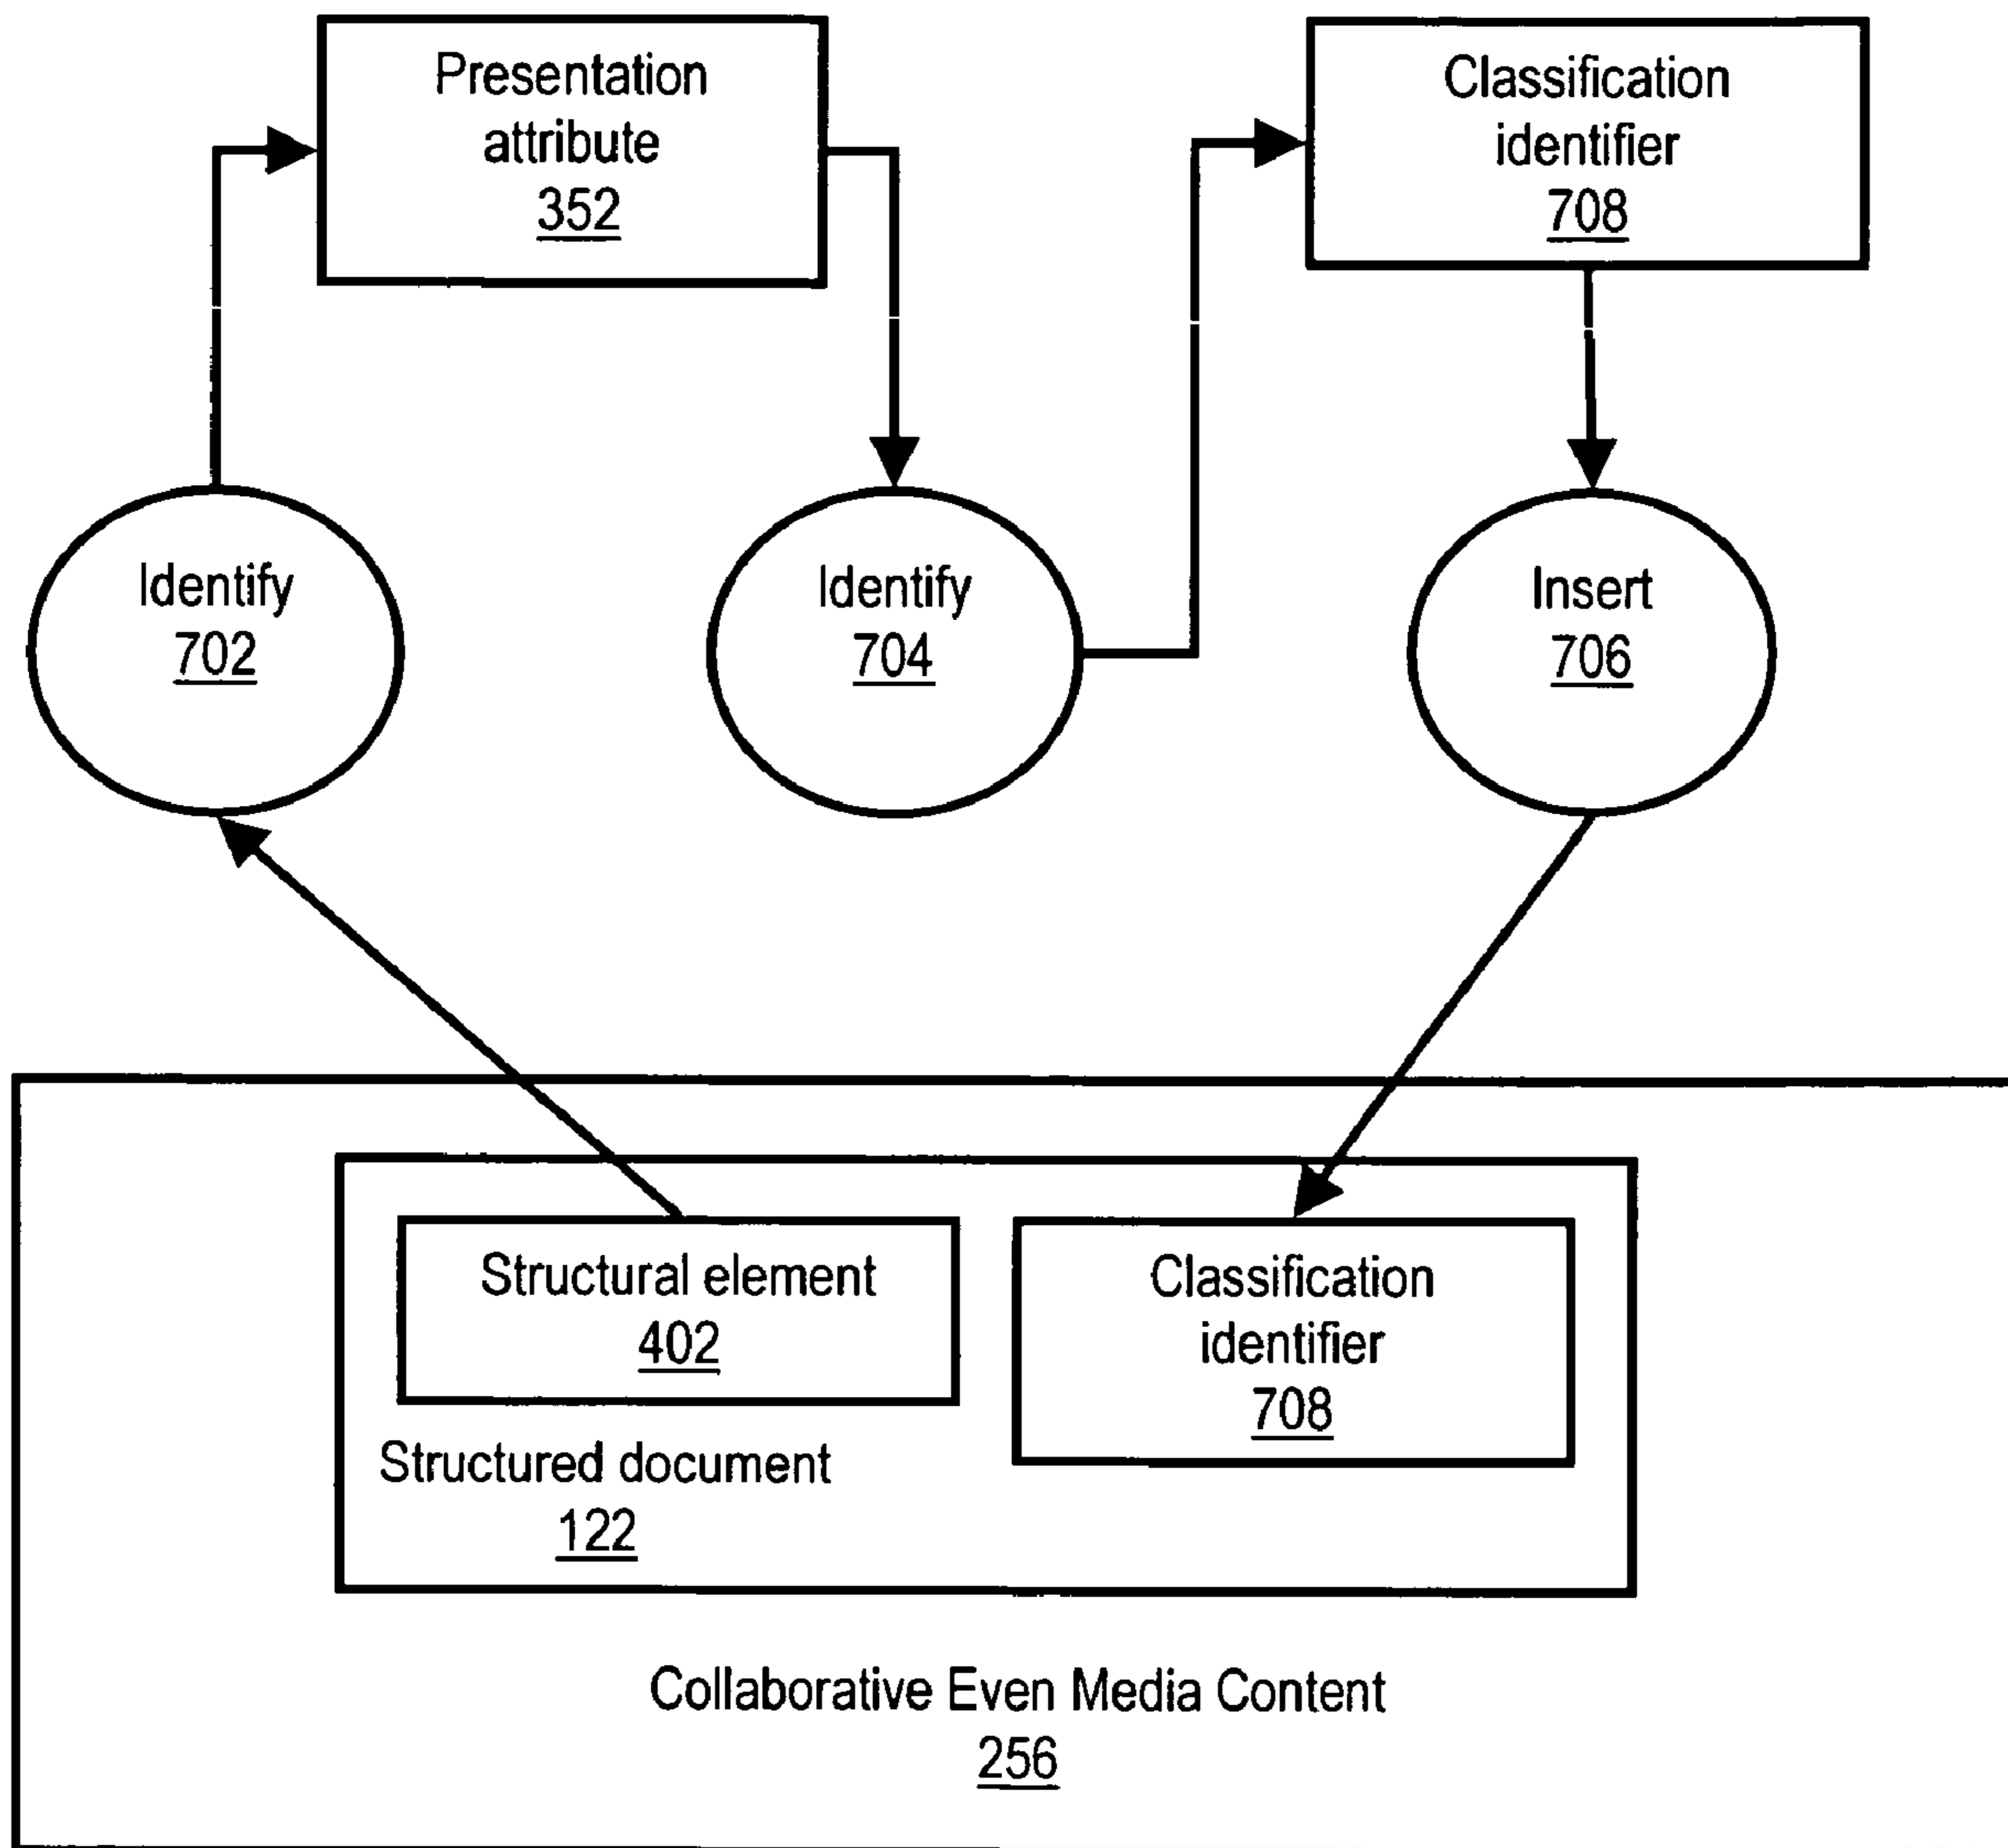 Presentation
attribute
352
Classification
identifier
708
Identify
702
Identify
704
Insert
706
Structural element
402
Classification
identifier
708
Structured document
122
Collaborative Even Media Content
256